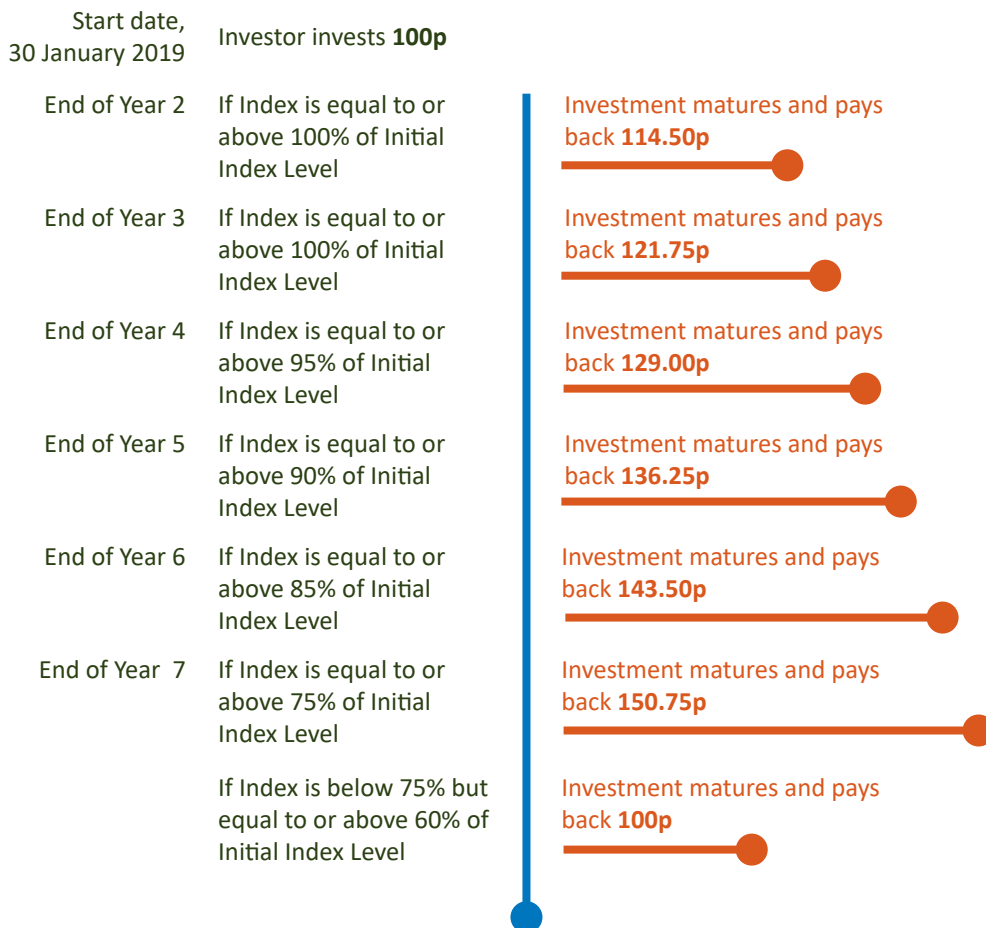 Start date,
30 January 2019
Investor invests 100p
End of Year 2
If Index is equal to or
above 100% of Initial
Index Level
Investment matures and pays
back 114.50p
End of Year 3
If Index is equal to or
above 100% of Initial
Index Level
Investment matures and pays
back 121.75p
End of Year 4
If Index is equal to or
above 95% of Initial
Index Level
Investment matures and pays
back 129.00p
End of Year 5
If Index is equal to or
above 90% of Initial
Index Level
Investment matures and pays
back 136.25p
End of Year 6
If Index is equal to or
above 85% of Initial
Index Level
Investment matures and pays
back 143.50p
End of Year 7
If Index is equal to or
above 75% of Initial
Index Level
Investment matures and pays
back 150.75p
If Index is below 75% but
equal to or above 60% of
Initial Index Level
Investment matures and pays
back 100p